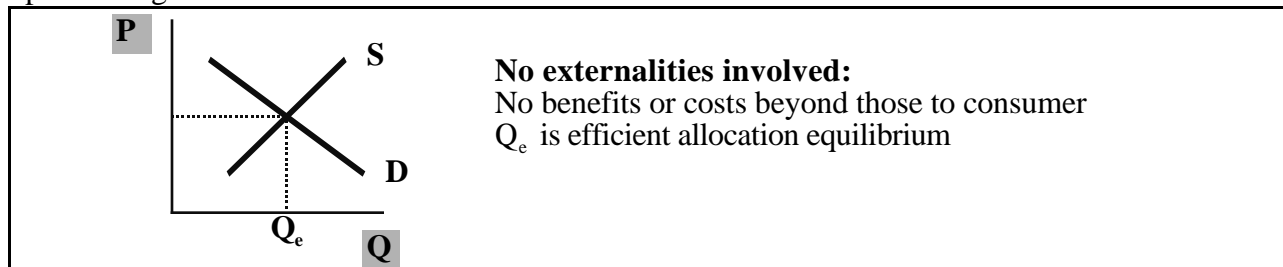 P
S
No externalities involved:
No benefits or costs beyond those to consumer
Qe is efficient allocation equilibrium
D
Qe
Q